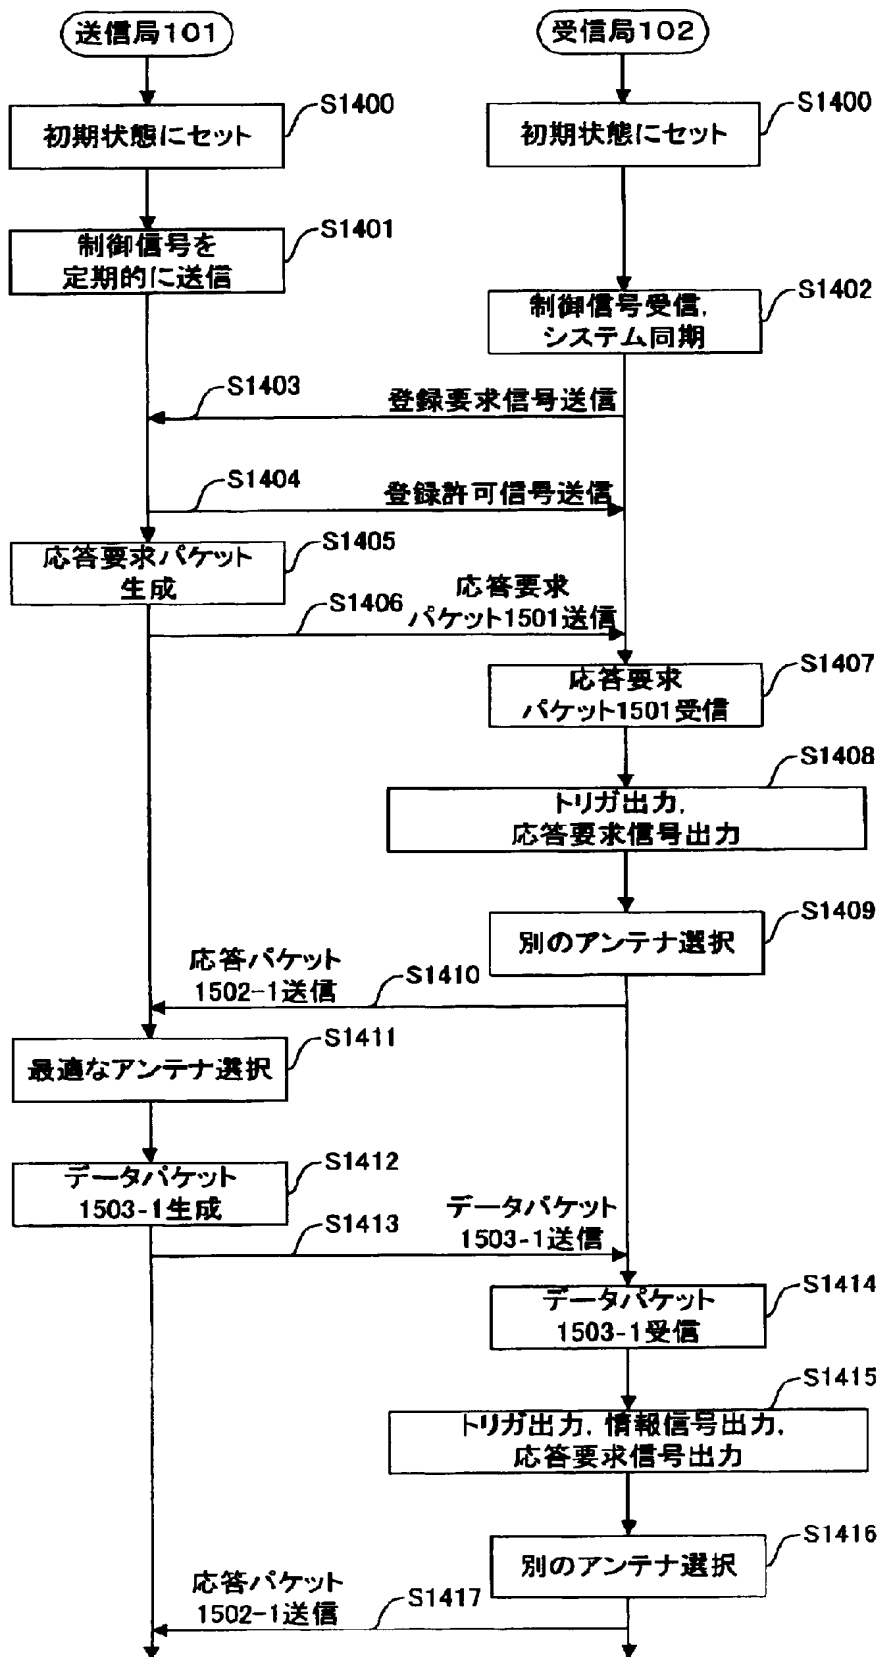 送信局101
受信局102
S1400
初期状態にセット
S1400
初期状態にセット
S1401
制御信号を
定期的に送信
S1402
制御信号受信,
システム同期
S1403
登録要求信号送信
S1404
登録許可信号送信
S1405
応答要求パケット
生成
S1406
応答要求
パケット1501送信
S1407
応答要求
パケット1501受信
S1408
トリガ出力,
応答要求信号出力
S1409
別のアンテナ選択
応答パケット
1502-1送信
S1410
S1411
最適なアンテナ選択
S1412
データパケット
1503-1生成
S1413
データパケット
1503-1送信
S1414
データパケット
1503-1受信
S1415
トリガ出力, 情報信号出力,
応答要求信号出力
S1416
別のアンテナ選択
応答パケット
1502-1送信
S1417